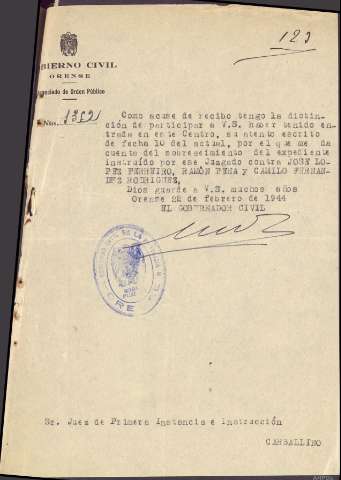 123
BIERNO CIVIL
ORENSE
gociado de Orden Público
Núm. 1352
Como acuse de recibo tengo la distin-
ción de participar a V.S. haber tenido en-
trada en este Centro, su atento escrito
de fecha 10 del actual, por el que me da
cuenta del sobreseimiento del expediente
instruído por ese Juzgado contra JOSE LO-
PEZ FERREIRO, RAMÓN PENA y CAMILO FERNAN-
DEZ RODRIGUEZ,
Dios guarde a V.S. muchos años
Orense 22 de febrero de 1944
EL GOBERNADOR CIVIL
Sr. Juez de Primera Instancia e Instrucción
CARBALLINO